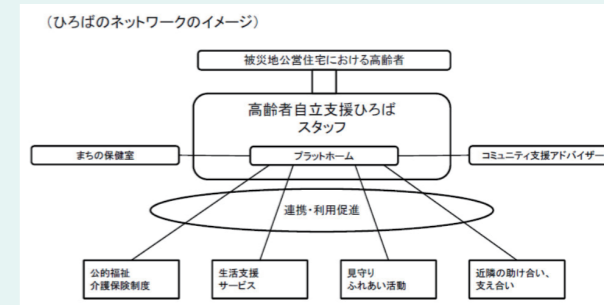 （ひろばのネットワークのイメージ）
被災地公営住宅における高齢者
高齢者自立支援ひろば
スタッフ
まちの保健室
プラットホーム
コミュニティ支援アドバイザー
連携・利用促進
公的福祉
介護保険制度
生活支援
サービス
見守り
ふれあい活動
近隣の助け合い、
支え合い